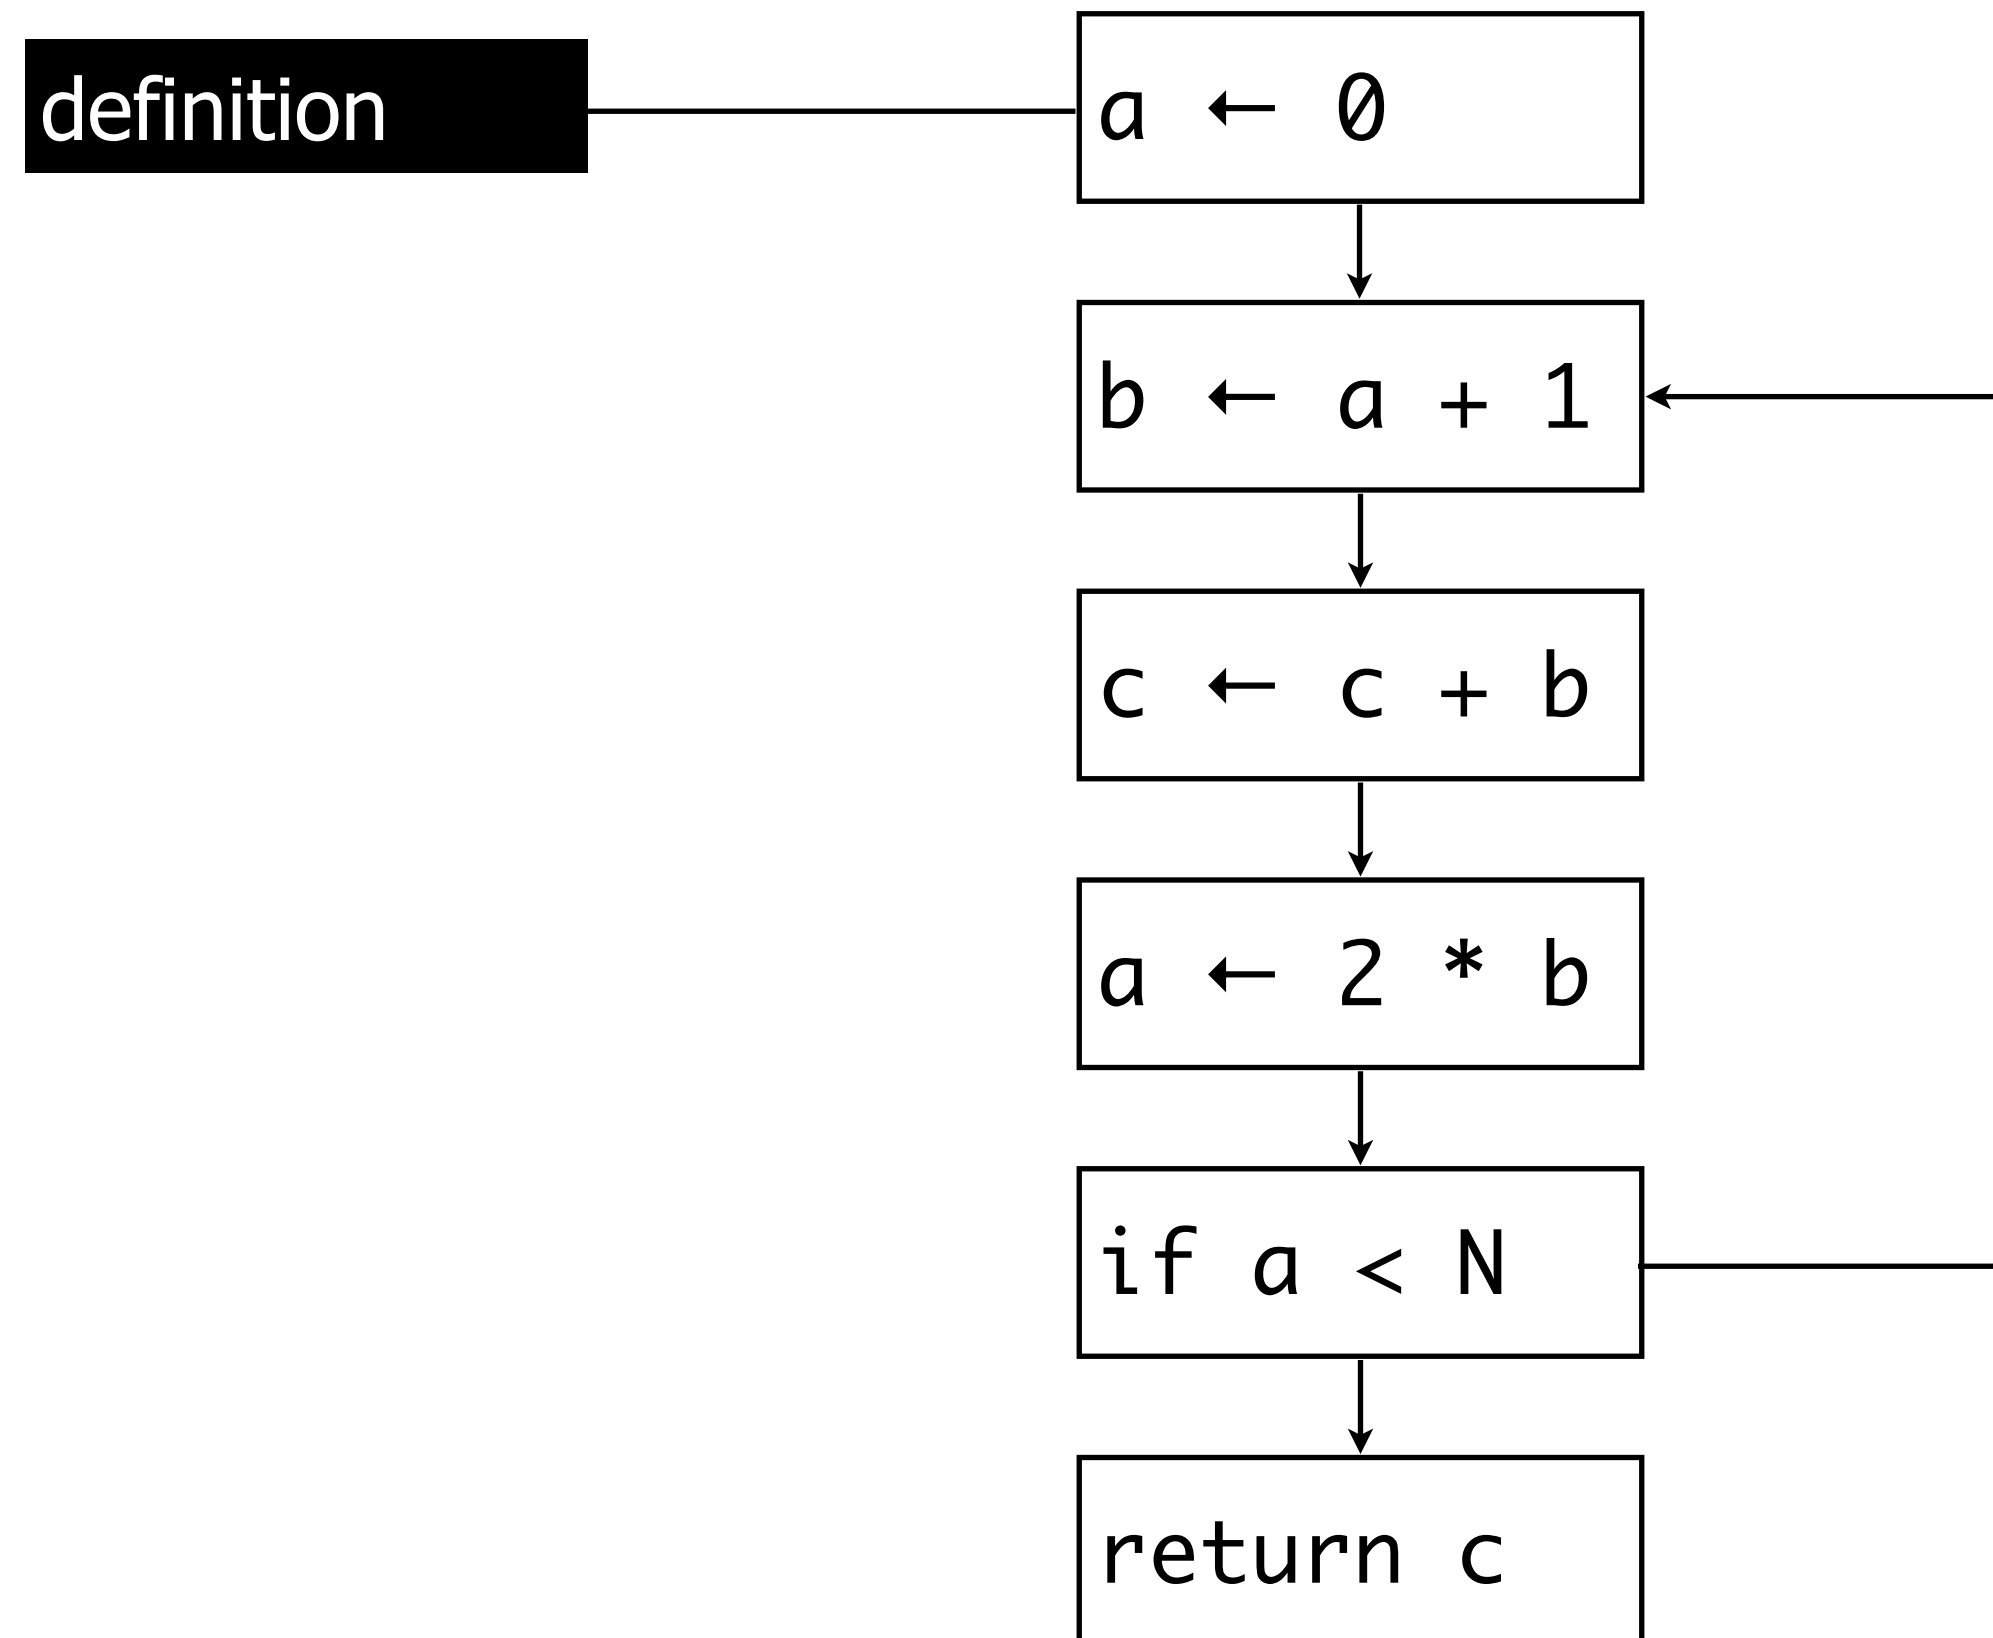 definition
a ← 0
b ← a + 1
c ← c + b
a ← 2 * b
if a < N
return c